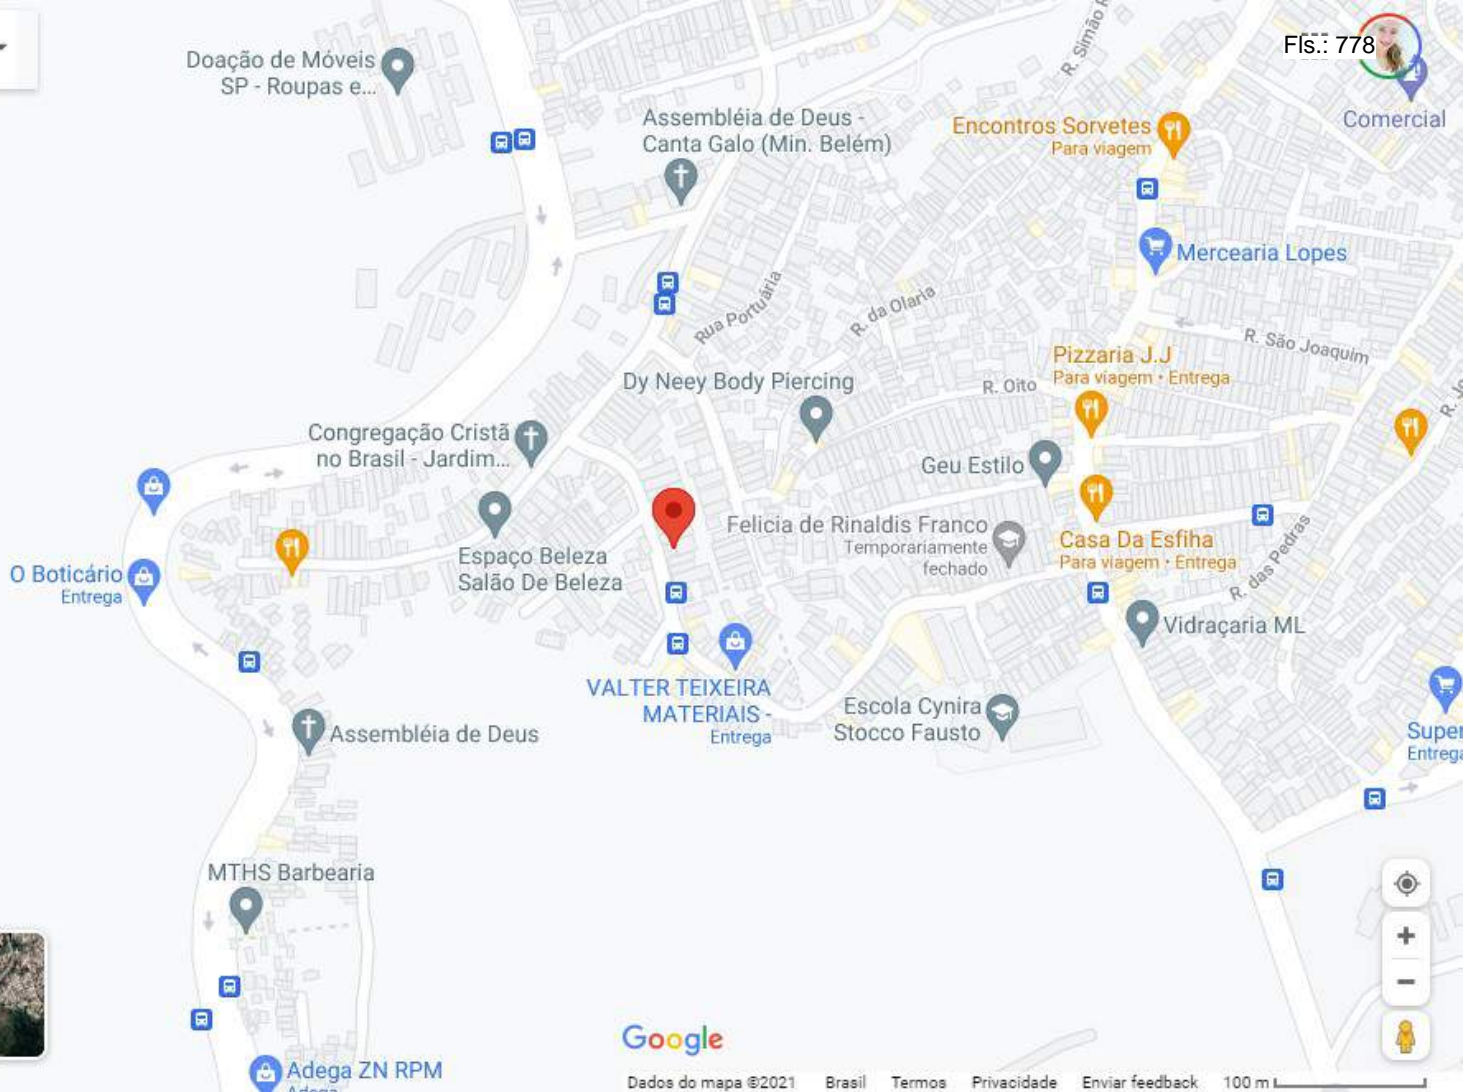 Fls.: 778
R. Simão
Doação de Móveis
SP - Roupas e...
Assembléia de Deus -
Canta Galo (Min. Belém)
Encontros Sorvetes
Para viagem
Comercial
Mercearia Lopes
Rua Portuária
R. da Olaria
R. São Joaquim
Pizzaria J.J
Para viagem • Entrega
Dy Neey Body Piercing
R. Oito
Congregação Cristã
no Brasil - Jardim...
Geu Estilo
Felicia de Rinaldis Franco
Temporariamente
fechado
Casa Da Esfiha
Para viagem • Entrega
R. das Pedras
Espaço Beleza
Salão De Beleza
O Boticário
Entrega
Vidraçaria ML
VALTER TEIXEIRA
MATERIAIS -
Entrega
Escola Cynira
Stocco Fausto
Assembléia de Deus
Super
Entrega
MTHS Barbearia
Adega ZN RPM
Adega
Google
Dados do mapa ©2021 Brasil Termos Privacidade Enviar feedback 100 m